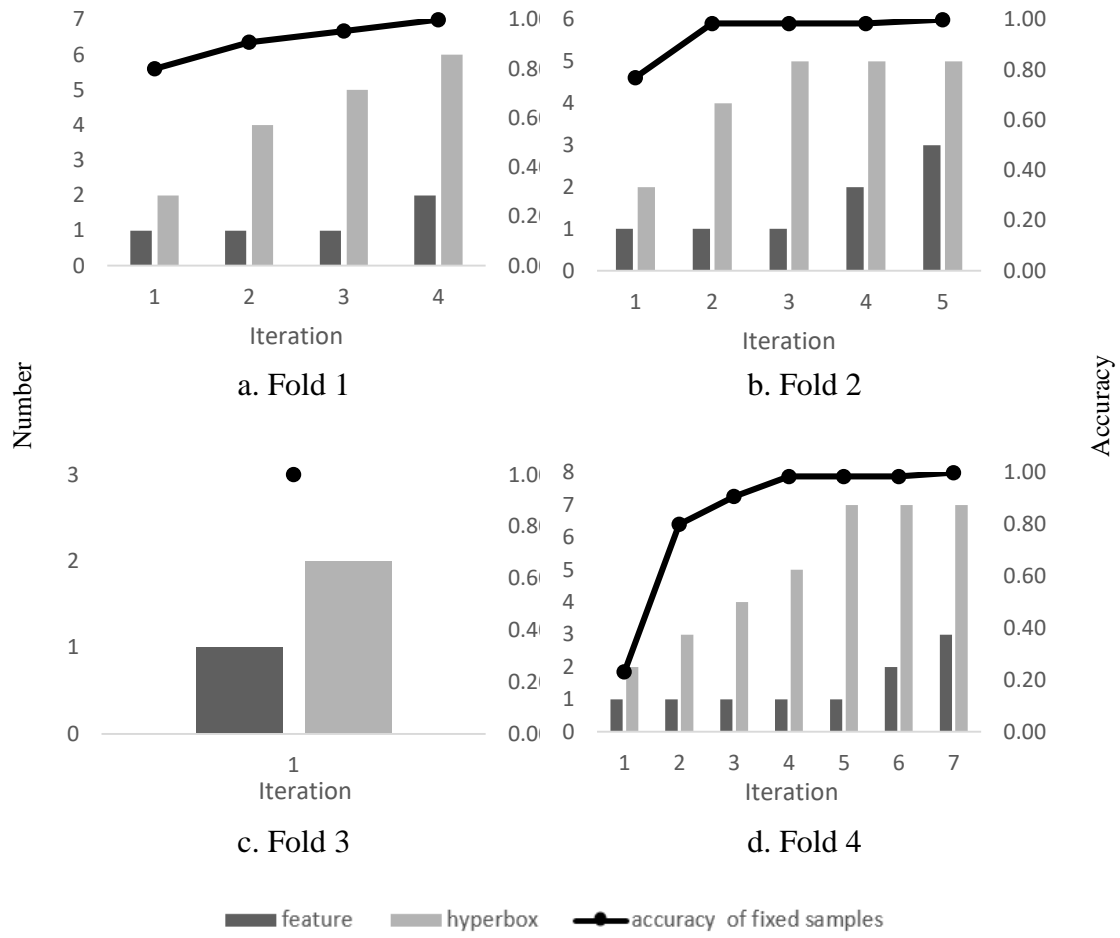 7 1.00 6 1.00
6 5
5 0.80 0.80
4 4
0.60 0.60
3 3
0.40 0.40
2 2
1 0.20 1 0.20
0 0.00 0 0.00
1 2 3 4 1 2 3 4 5
Iteration Iteration
a. Fold 1 b. Fold 2
Number
Accuracy
3 1.00 8 1.00
7
0.80 0.80
6
2 5
0.60 0.60
4
0.40 3 0.40
1
2
0.20 0.20
1
0 0.00 0 0.00
1 1 2 3 4 5 6 7
Iteration Iteration
c. Fold 3 d. Fold 4
feature hyperbox accuracy of fixed samples